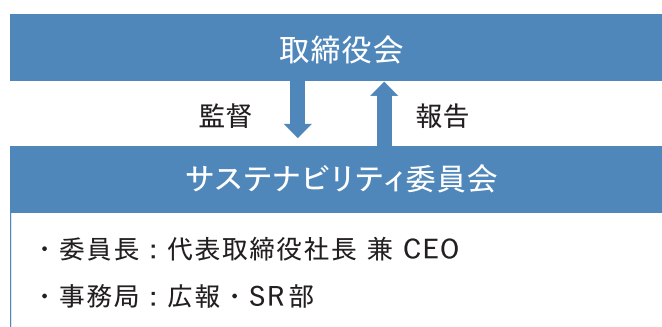 取締役会
監督
報告
サステナビリティ委員会
・委員長：代表取締役社長 兼 CEO
・事務局：広報・SR部